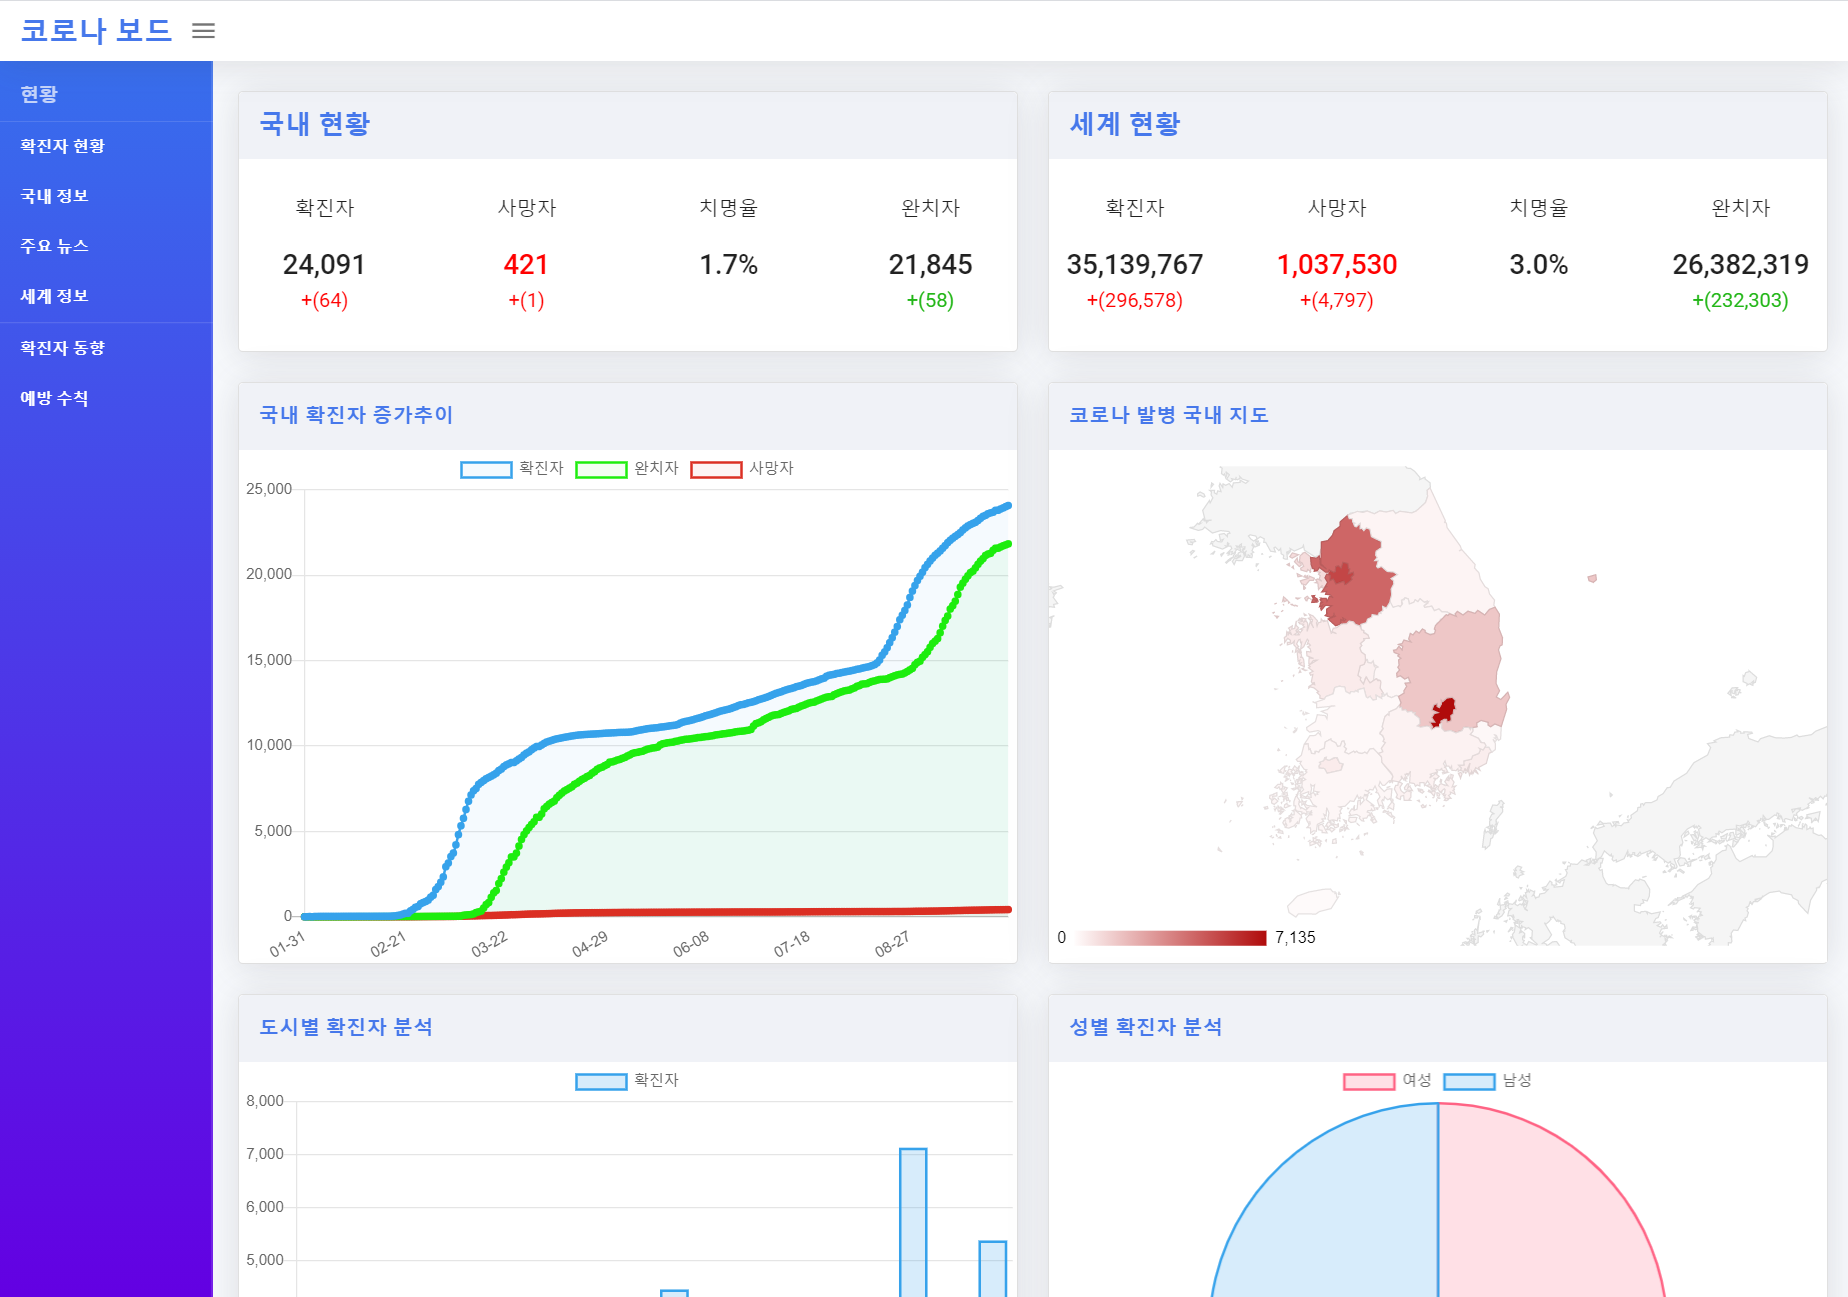 코로나 보드
현황
확진자 현황
국내 정보
주요 뉴스
세계 정보
확진자 동향
예방 수칙
국내 현황
확진자 사망자 치명율 완치자
24,091 421 1.7% 21,845
+(64) +(1) +(58)
세계 현황
확진자 사망자 치명율 완치자
35,139,767 1,037,530 3.0% 26,382,319
+(296,578) +(4,797) +(232,303)
국내 확진자 증가추이
확진자 완치자 사망자
25,000
20,000
15,000
10,000
5,000
0
01-31 02-21 03-22 04-29 06-08 07-18 08-27
코로나 발병 국내 지도
0 7,135
도시별 확진자 분석
확진자
8,000
7,000
6,000
5,000
성별 확진자 분석
여성 남성